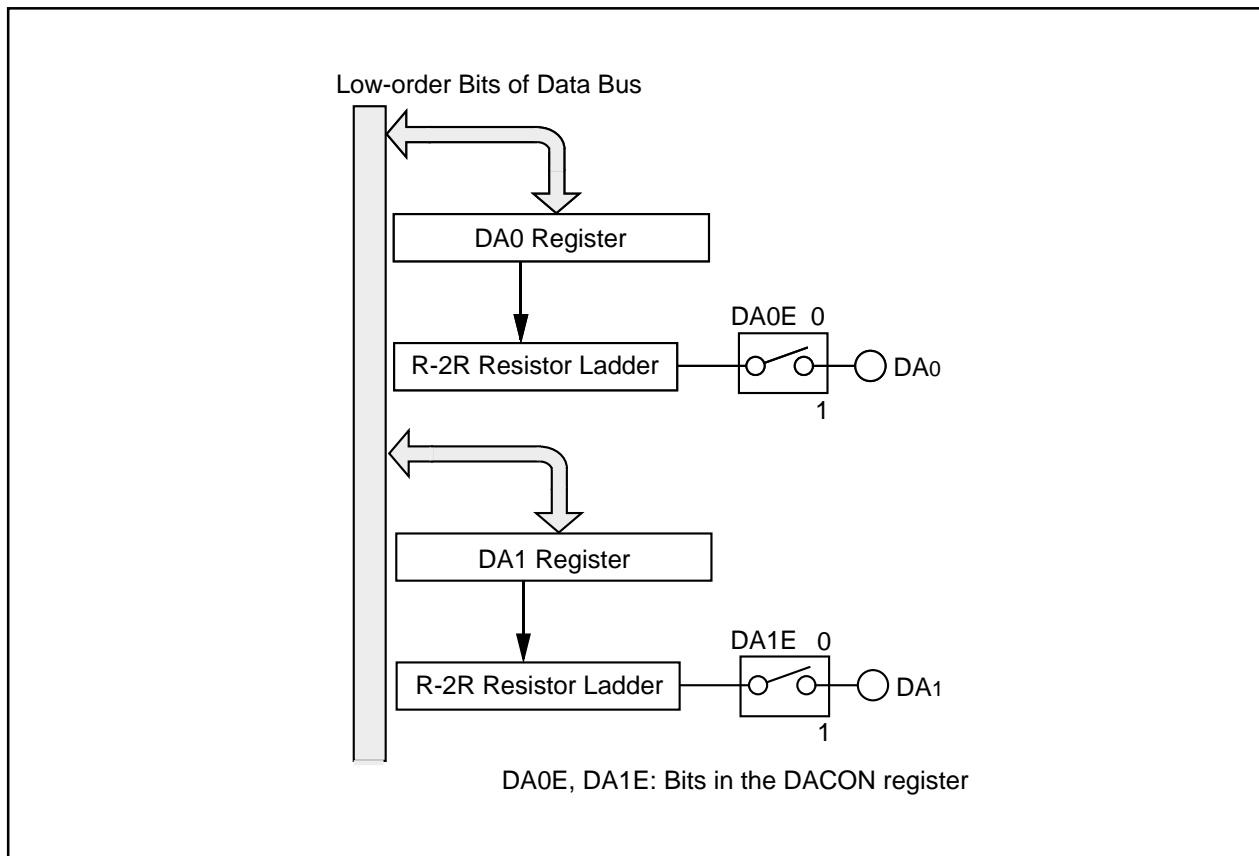 Low-order Bits of Data Bus
DA0 Register
DA0E 0
R-2R Resistor Ladder
DA0
1
DA1 Register
DA1E 0
R-2R Resistor Ladder
DA1
1
DA0E, DA1E: Bits in the DACON register